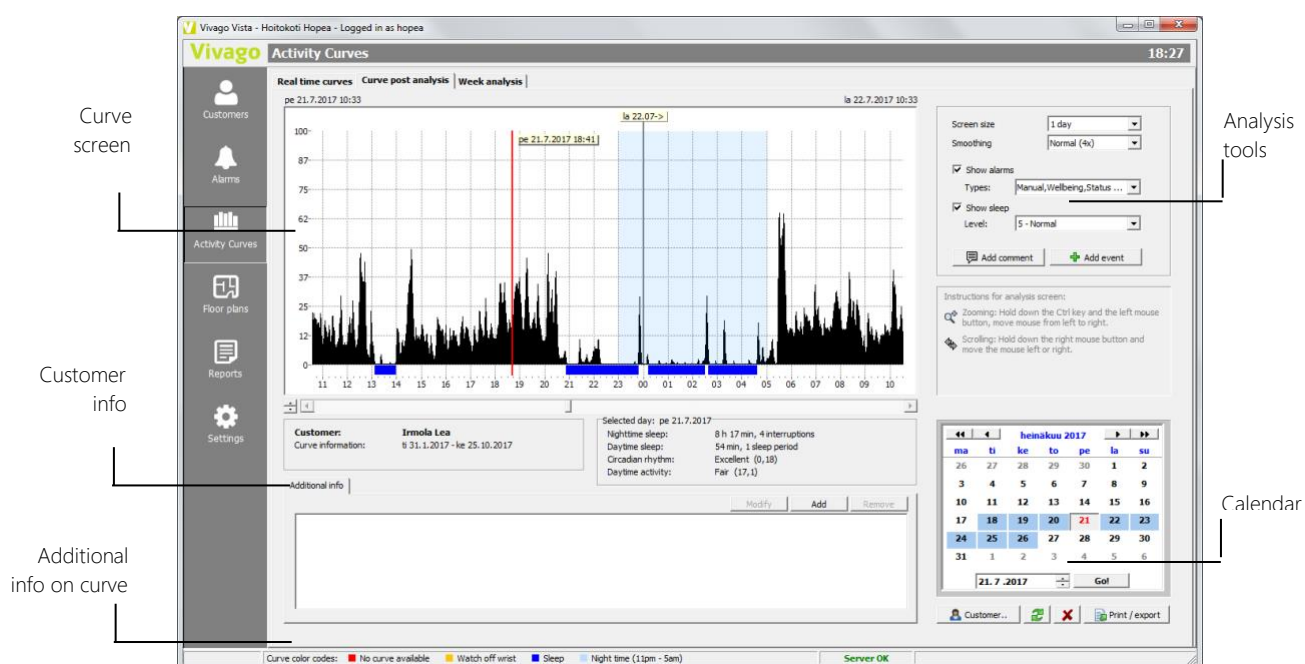 Vivago Vista - Hoitokoti Hopea - Logged in as hopea
Vivago Activity Curves 18:27
Customers
Alarms
Activity Curves
Floor plans
Reports
Settings
Real time curves Curve post analysis Week analysis
pe 21.7.2017 10:33 la 22.7.2017 10:33
la 22.07->
pe 21.7.2017 18:41
100
87
75
62
50
37
25
12
0
11 12 13 14 15 16 17 18 19 20 21 22 23 00 01 02 03 04 05 06 07 08 09 10
Customer: Irmola Lea
Curve information: ti 31.1.2017 - ke 25.10.2017
Selected day: pe 21.7.2017
Nighttime sleep: 8 h 17 min, 4 interruptions
Daytime sleep: 54 min, 1 sleep period
Circadian rhythm: Excellent (0,18)
Daytime activity: Fair (17,1)
Additional info
Modify Add Remove
Screen size 1 day
Smoothing Normal (4x)
Show alarms
Types: Manual,Wellbeing,Status ...
Show sleep
Level: 5 - Normal
Add comment Add event
Instructions for analysis screen:
Zooming: Hold down the Ctrl key and the left mouse
button, move mouse from left to right.
Scrolling: Hold down the right mouse button and
move the mouse left or right.
heinäkuu 2017
ma ti ke to pe la su
26 27 28 29 30 1 2
3 4 5 6 7 8 9
10 11 12 13 14 15 16
17 18 19 20 21 22 23
24 25 26 27 28 29 30
31 1 2 3 4 5 6
21. 7 .2017 Go!
Customer.. Print / export
Curve color codes: No curve available Watch off wrist Sleep Night time (11pm - 5am) Server OK
Curve
screen
Customer
info
Additional
info on curve
Analysis
tools
Calendar